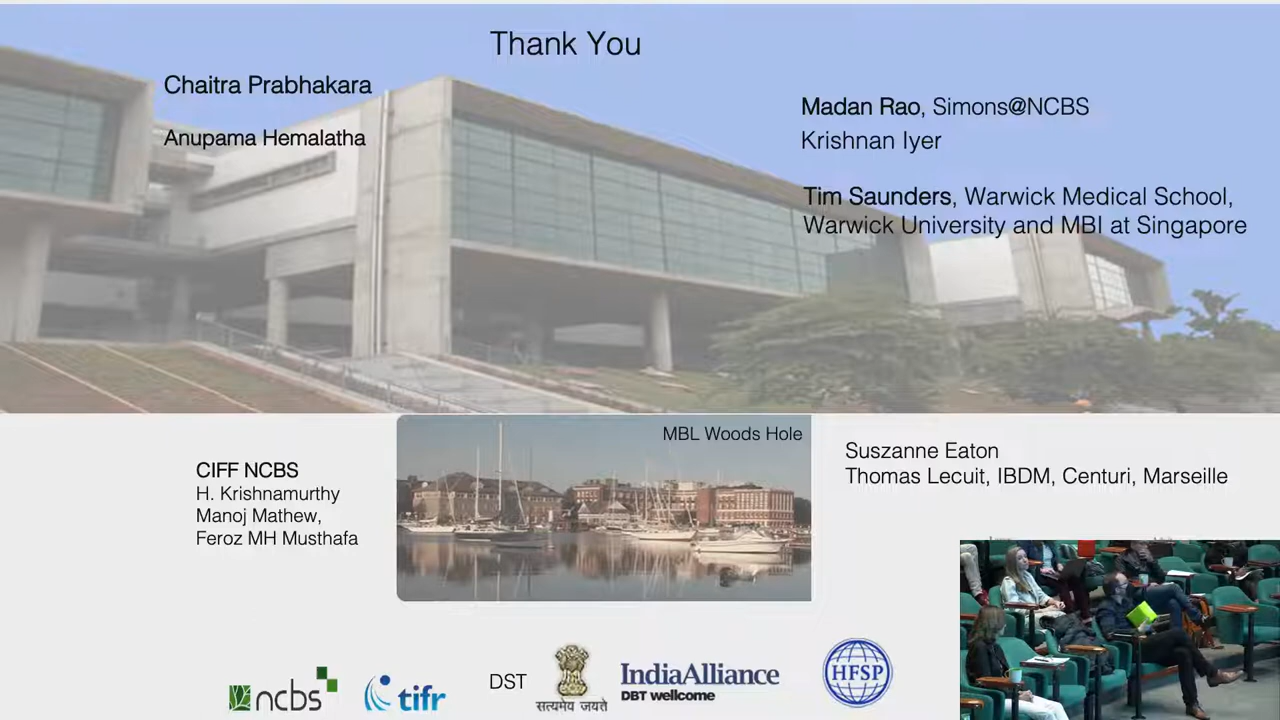 Thank You
Chaitra Prabhakara
Anupama Hemalatha
Madan Rao, Simons@NCBS
Krishnan Iyer
Tim Saunders, Warwick Medical School,
Warwick University and MBI at Singapore
MBL Woods Hole
CIFF NCBS
H. Krishnamurthy
Manoj Mathew,
Feroz MH Musthafa
Suszanne Eaton
Thomas Lecuit, IBDM, Centuri, Marseille
ncbs
tifr
DST
सत्यमेव जयते
IndiaAlliance
DBT wellcome
HFSP